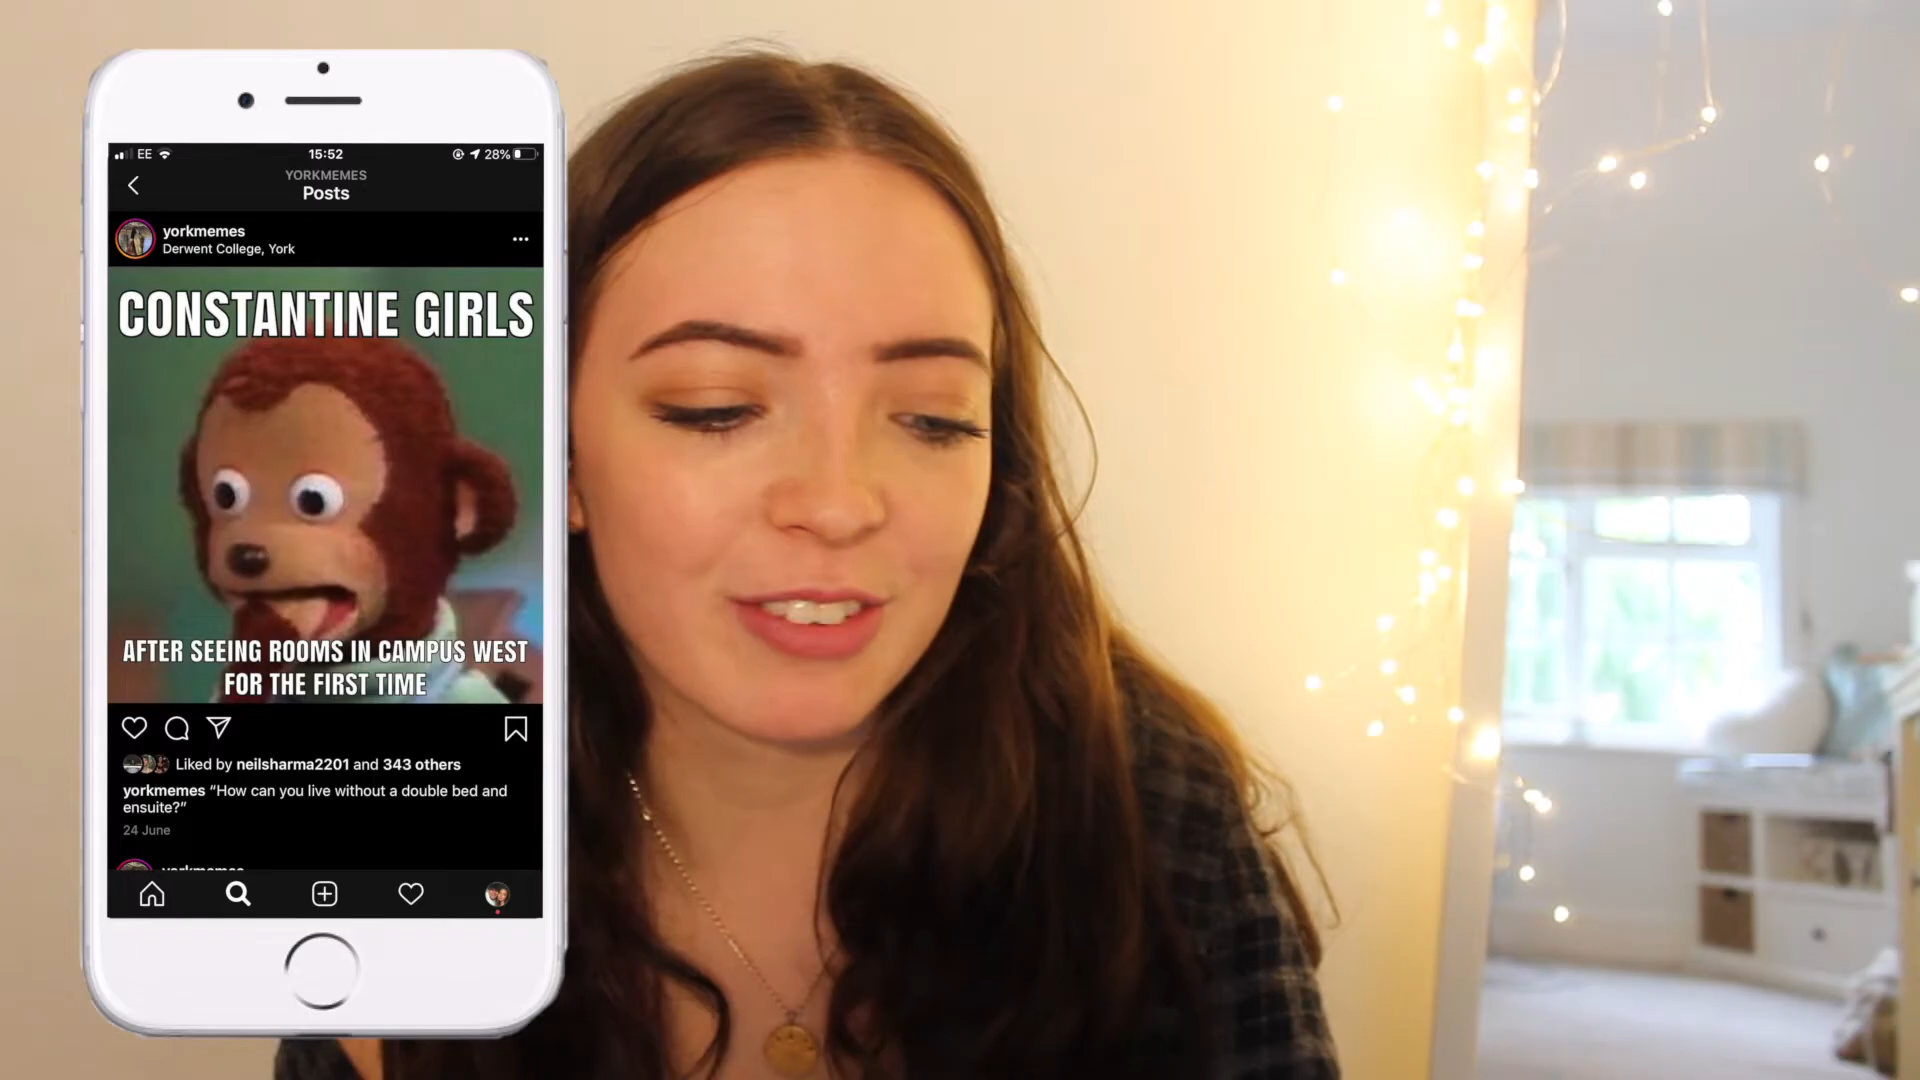 EE
15:52
28%
YORKMEMES
Posts
yorkmemes
Derwent College, York
CONSTANTINE GIRLS
AFTER SEEING ROOMS IN CAMPUS WEST
FOR THE FIRST TIME
Liked by neilsharma2201 and 343 others
yorkmemes “How can you live without a double bed and
ensuite?”
24 June
yorkmemes